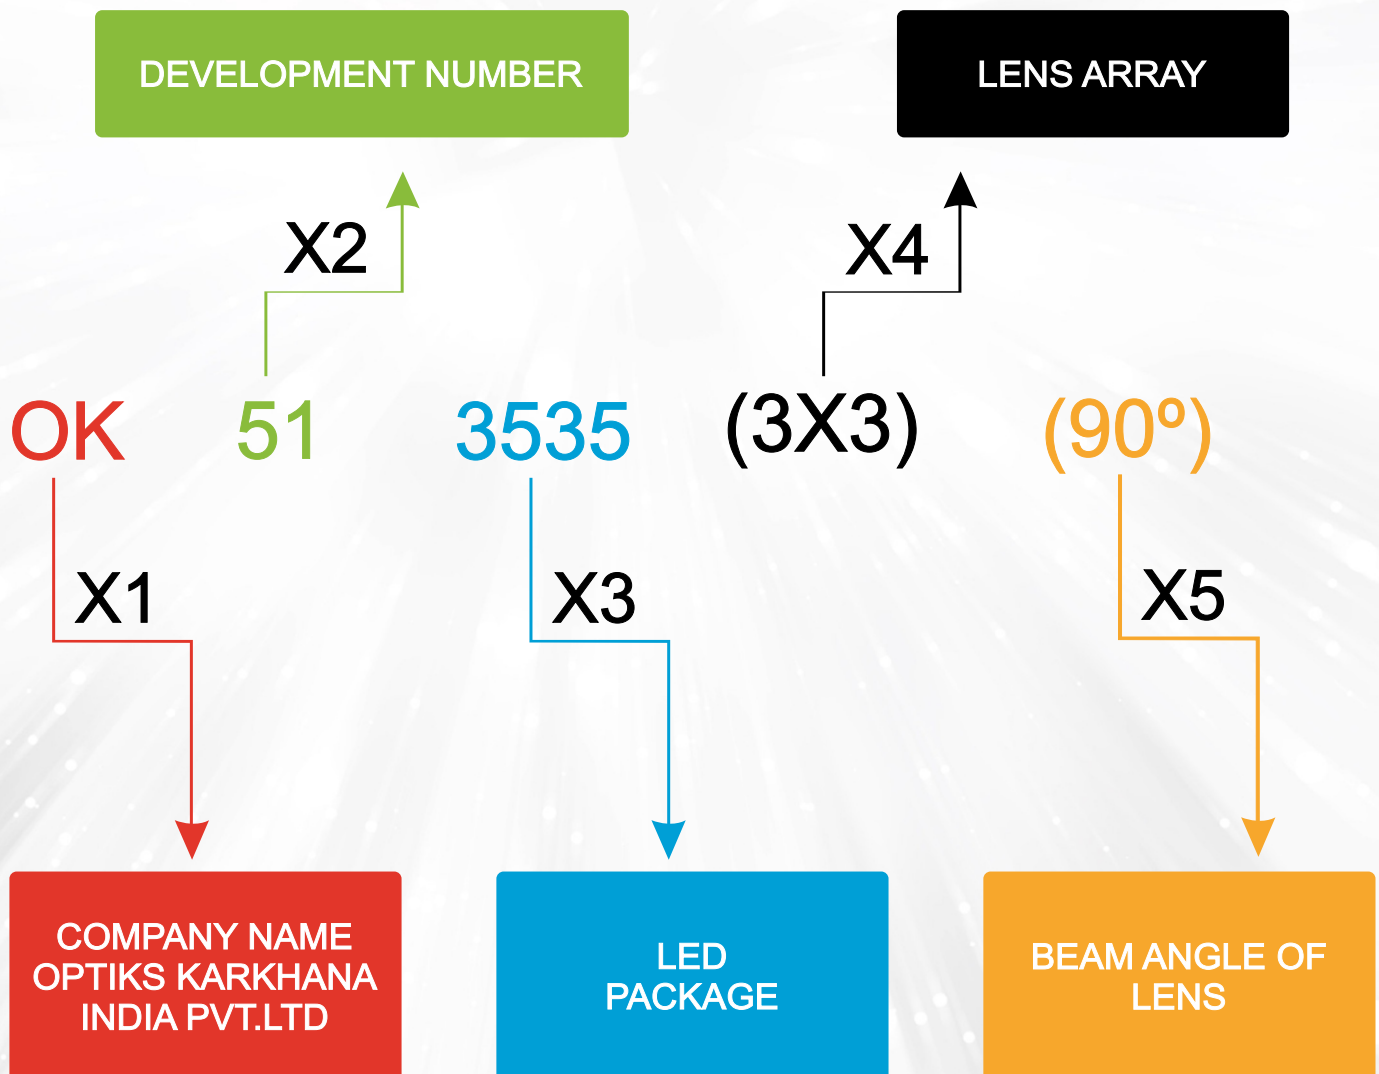 DEVELOPMENT NUMBER
LENS ARRAY
X2
X4
OK 51 3535 (3X3) (90º)
X1
X3
X5
COMPANY NAME
OPTIKS KARKHANA
INDIA PVT.LTD
LED
PACKAGE
BEAM ANGLE OF
LENS